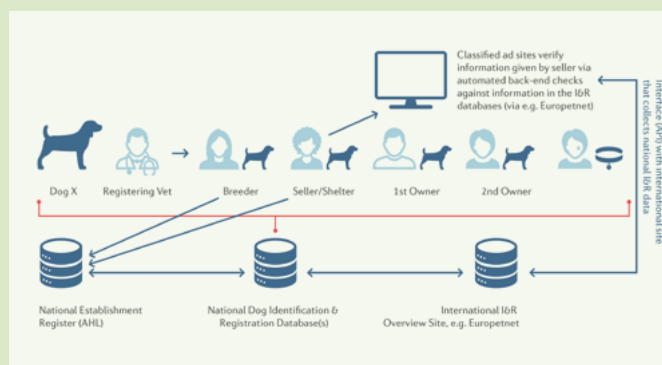 Classified ad sites verify
information given by seller via
automated back-end checks
against information in the I&R
databases (via e.g. Europetnet)
Interface (API) with international site
that collects national I&R data
Dog X
Registering Vet
Breeder
Seller/Shelter
1st Owner
2nd Owner
National Establishment
Register (AHL)
National Dog Identification &
Registration Database(s)
International I&R
Overview Site, e.g. Europetnet